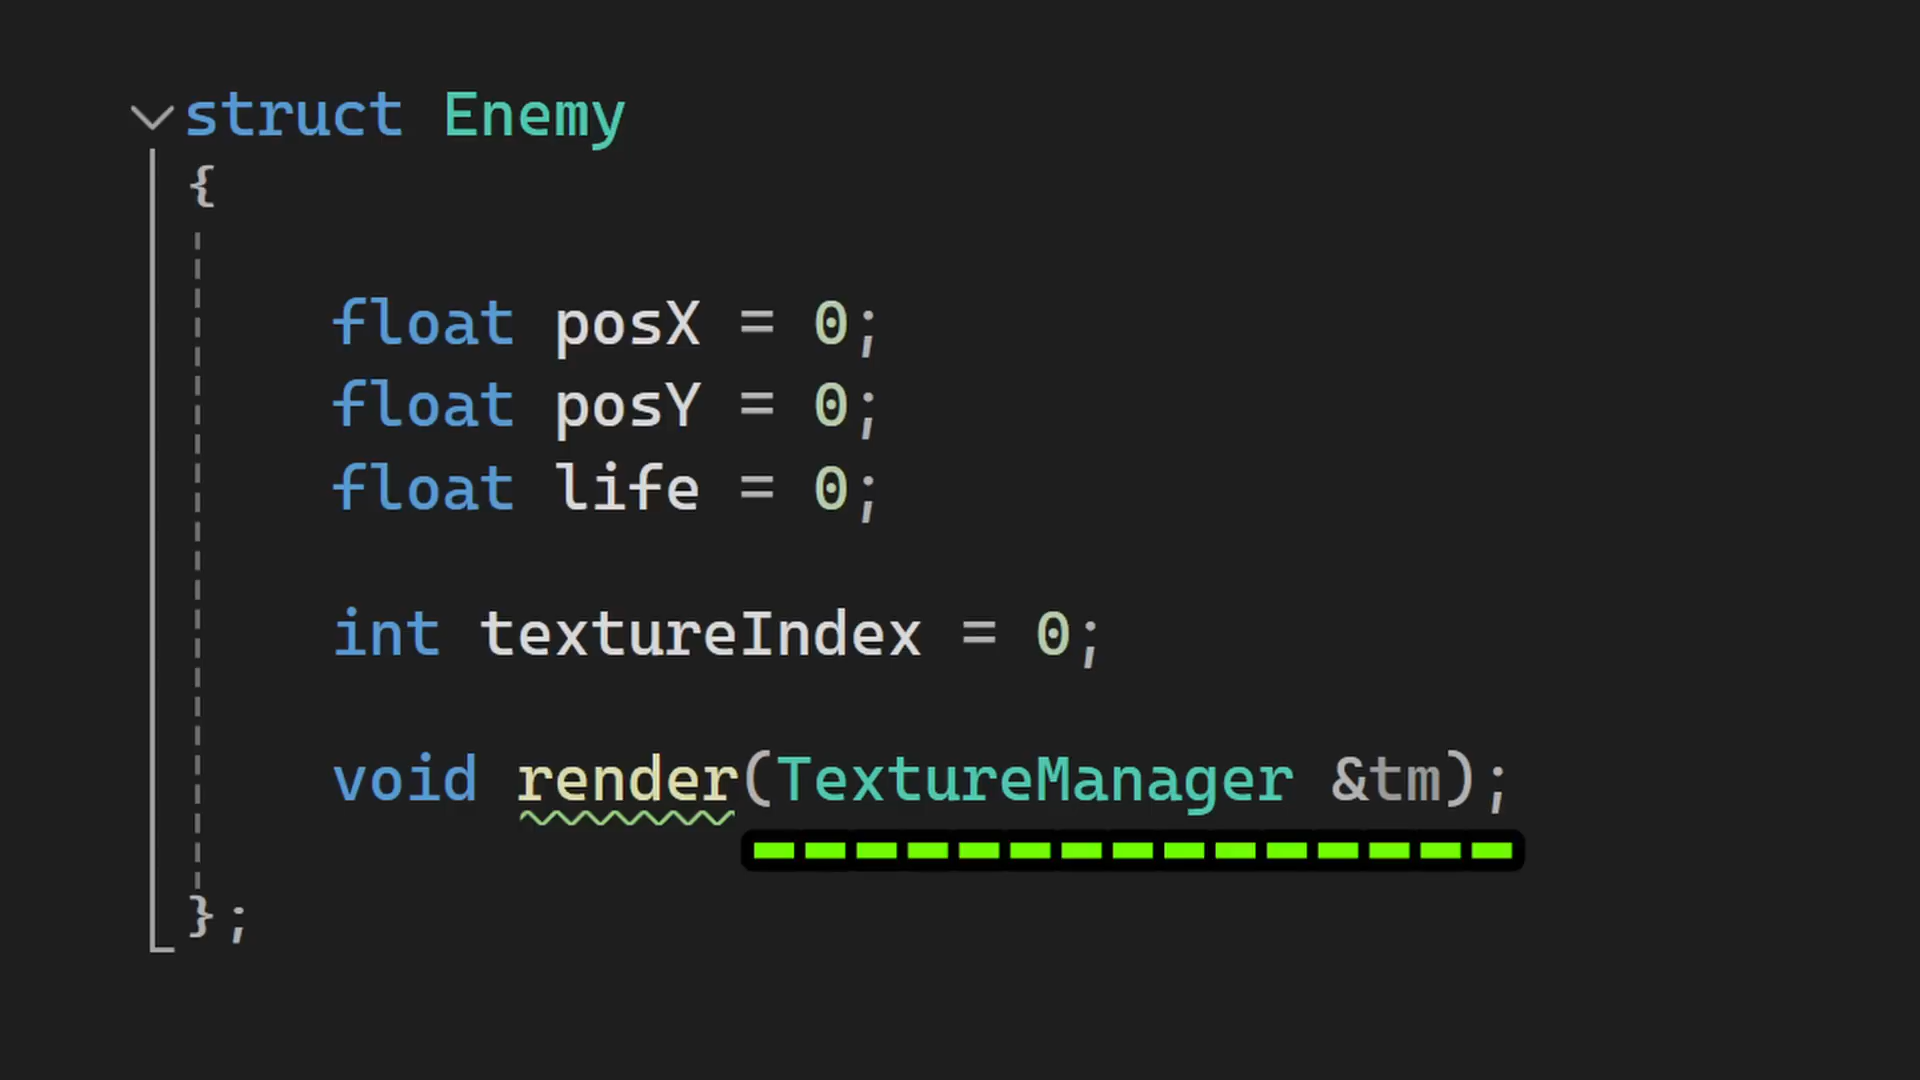 struct Enemy
{
float posX = 0;
float posY = 0;
float life = 0;
int textureIndex = 0;
void render(TextureManager &tm);
};